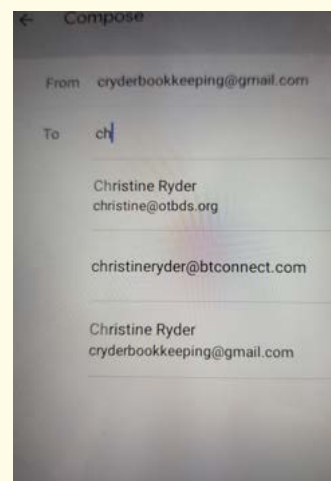 Compose
From cryderbookkeeping@gmail.com
To ch
Christine Ryder
christine@otbds.org
christineryder@btconnect.com
Christine Ryder
cryderbookkeeping@gmail.com